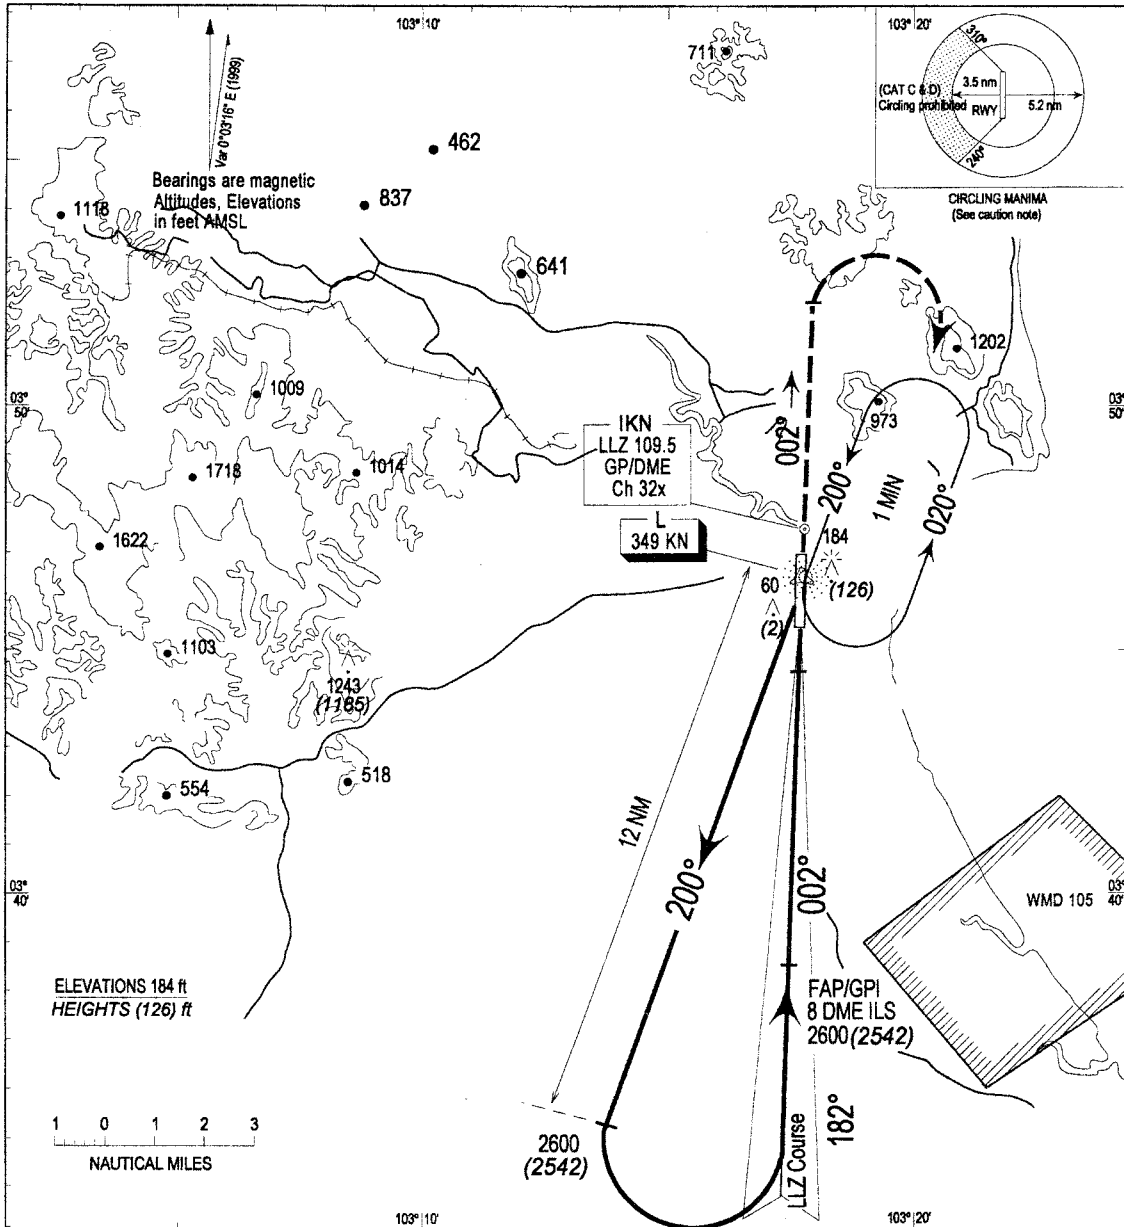 103° 10'
103° 20'
711
310°
(CAT C & D)
Circling prohibited
3.5 nm
RWY
5.2 nm
240°
CIRCLING MANIMA
(See caution note)
Var 0°03'16" E (1999)
Bearings are magnetic
Altitudes, Elevations
in feet AMSL
462
837
1118
641
1202
1009
973
03°
50'
03°
50'
IKN
LLZ 109.5
GP/DME
Ch 32x
L
349 KN
002°
200°
1 MIN
020°
1718
1014
1622
184
(126)
60
(2)
1103
1243
(1185)
518
554
12 NM
200°
002°
WMD 105
03°
40'
03°
40'
ELEVATIONS 184 ft
HEIGHTS (126) ft
FAP/GPI
8 DME ILS
2600 (2542)
182°
LLZ Course
2600
(2542)
1 0 1 2 3
NAUTICAL MILES
103° 10'
103° 20'